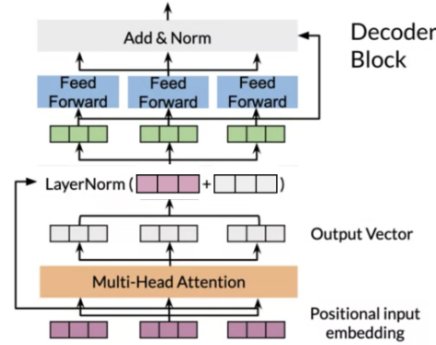 Add & Norm
Decoder
Block
Feed
Forward
Feed
Forward
Feed
Forward
LayerNorm ( + )
Output Vector
Multi-Head Attention
Positional input
embedding